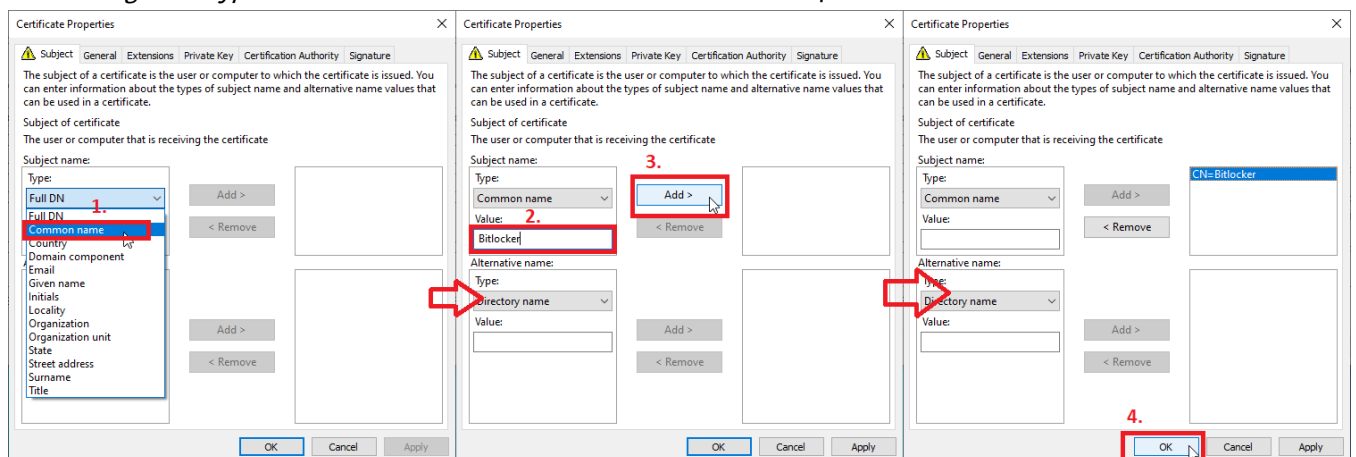 Certificate Properties
Subject General Extensions Private Key Certification Authority Signature
The subject of a certificate is the user or computer to which the certificate is issued. You
can enter information about the types of subject name and alternative name values that
can be used in a certificate.
Subject of certificate
The user or computer that is receiving the certificate
Subject name:
Type:
Full DN
1.
Full DN
Common name
Country
Domain component
Email
Given name
Initials
Locality
Organization
Organization unit
State
Street address
Surname
Title
Add >
< Remove
Add >
< Remove
OK Cancel Apply
Certificate Properties
Subject General Extensions Private Key Certification Authority Signature
The subject of a certificate is the user or computer to which the certificate is issued. You
can enter information about the types of subject name and alternative name values that
can be used in a certificate.
Subject of certificate
The user or computer that is receiving the certificate
Subject name:
Type:
Common name
Value:
2.
Bitlocker
3.
Add >
< Remove
Alternative name:
Type:
Directory name
Value:
Add >
< Remove
OK Cancel Apply
Certificate Properties
Subject General Extensions Private Key Certification Authority Signature
The subject of a certificate is the user or computer to which the certificate is issued. You
can enter information about the types of subject name and alternative name values that
can be used in a certificate.
Subject of certificate
The user or computer that is receiving the certificate
Subject name:
Type:
Common name
Value:
Add >
< Remove
CN=Bitlocker
Alternative name:
Type:
Directory name
Value:
Add >
< Remove
4.
OK Cancel Apply